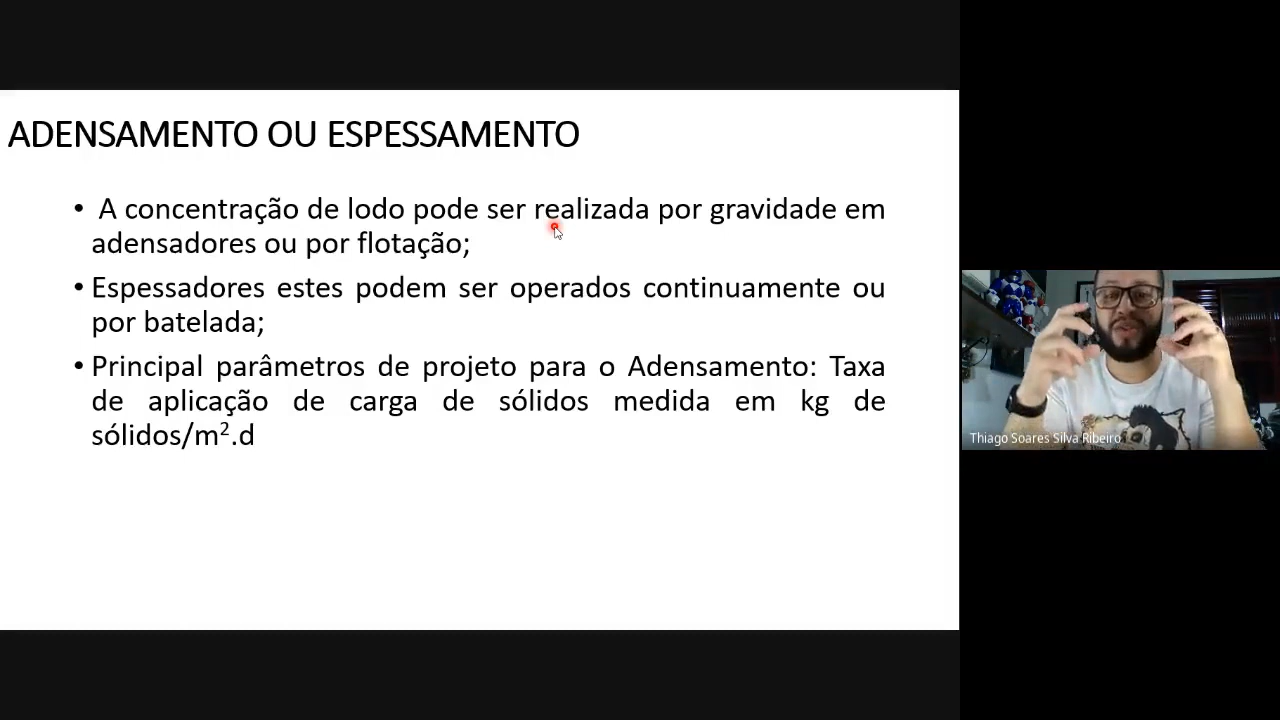 ADENSAMENTO OU ESPESSAMENTO
• A concentração de lodo pode ser realizada por gravidade em
adensadores ou por flotação;
• Espessadores estes podem ser operados continuamente ou
por batelada;
• Principal parâmetros de projeto para o Adensamento: Taxa
de aplicação de carga de sólidos medida em kg de
sólidos/m².d
Thiago Soares Silva Ribeiro